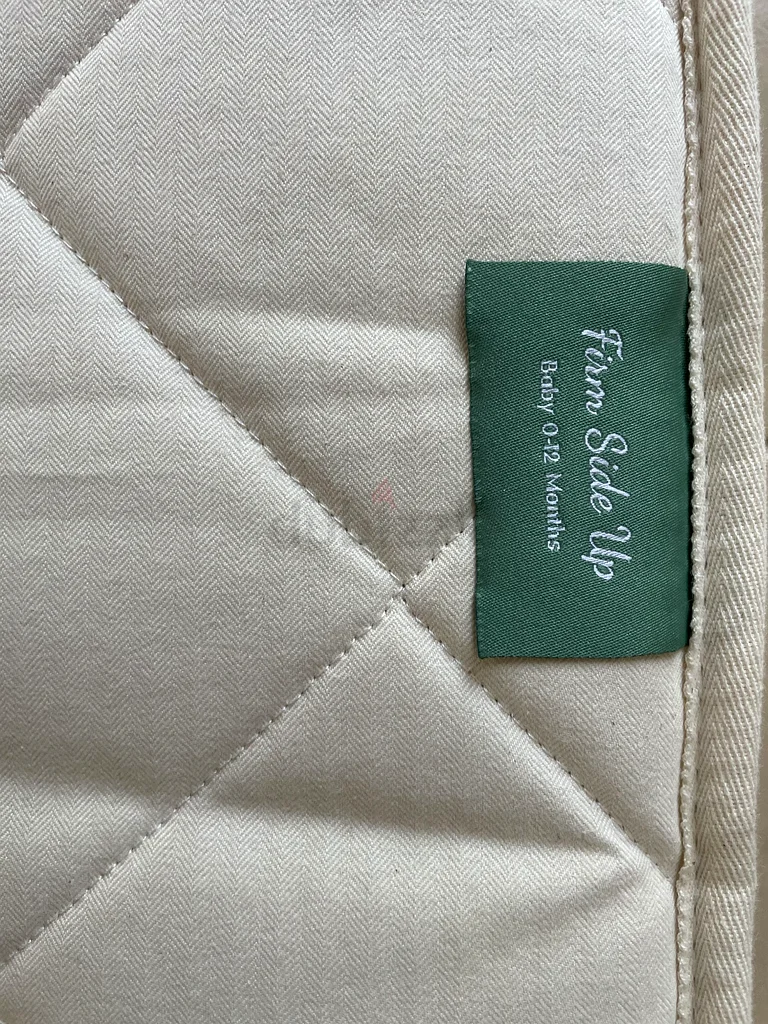 Firm Side Up
Baby 0-12 Months